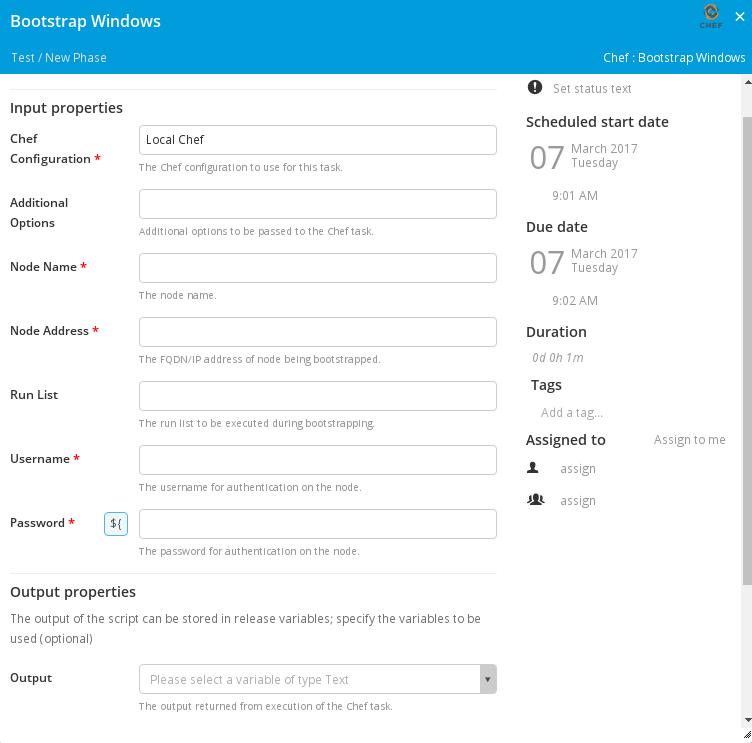 Bootstrap Windows
CHEF
×
Test / New Phase
Chef : Bootstrap Windows
Input properties
Chef
Configuration *
Local Chef
The Chef configuration to use for this task.
Additional
Options
Additional options to be passed to the Chef task.
Node Name *
The node name.
Node Address *
The FQDN/IP address of node being bootstrapped.
Run List
The run list to be executed during bootstrapping.
Username *
The username for authentication on the node.
Password *
${
The password for authentication on the node.
Output properties
The output of the script can be stored in release variables; specify the variables to be
used (optional)
Output
Please select a variable of type Text
The output returned from execution of the Chef task.
Set status text
Scheduled start date
07
March 2017
Tuesday
9:01 AM
Due date
07
March 2017
Tuesday
9:02 AM
Duration
0d 0h 1m
Tags
Add a tag...
Assigned to
Assign to me
assign
assign